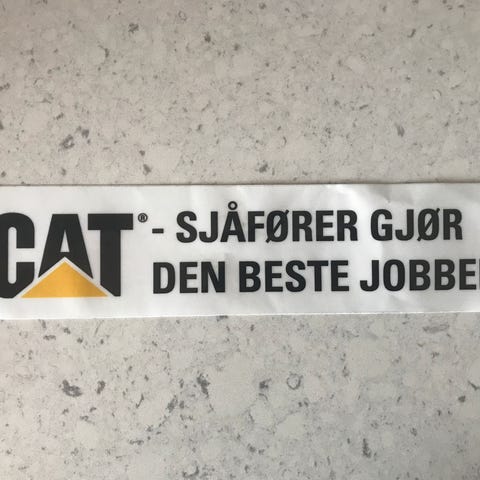 CAT® - SJÅFØRER GJØR
DEN BESTE JOBBE